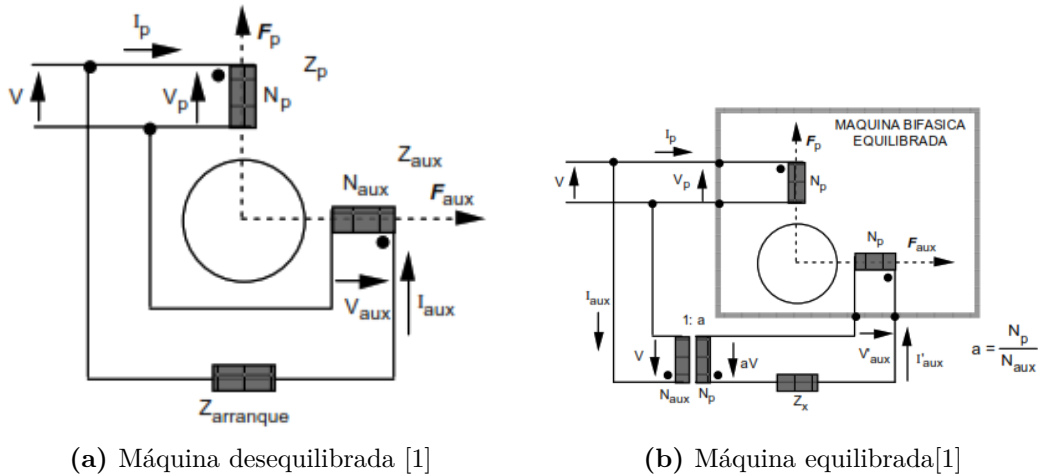 I_p
F_p
Z_p
V
V_p
N_p
Z_aux
N_aux
F_aux
V_aux
I_aux
Z_arranque
(a) Máquina desequilibrada [1]
MAQUINA BIFASICA
EQUILIBRADA
I_p
F_p
V
V_p
N_p
N_p
F_aux
I_aux
1: a
V
aV
V'_aux
I'_aux
a = N_p / N_aux
N_aux
N_p
Z_x
(b) Máquina equilibrada[1]